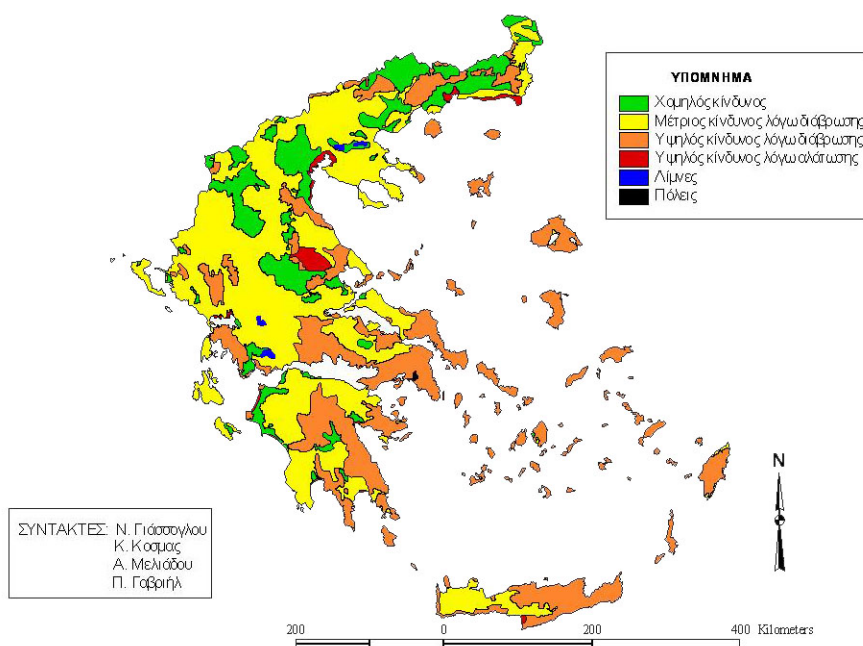 ΥΠΟΜΝΗΜΑ
Χαμηλός κίνδυνος
Μέτριος κίνδυνος λόγω διάβρωσης
Υψηλός κίνδυνος λόγω διάβρωσης
Υψηλός κίνδυνος λόγω αλάτωσης
Λίμνες
Πόλεις
N
ΣΥΝΤΑΚΤΕΣ: Ν. Γιάσσογλου
Κ. Κοσμας
Α. Μελιάδου
Π. Γαβριήλ
200 0 200 400 Kilometers